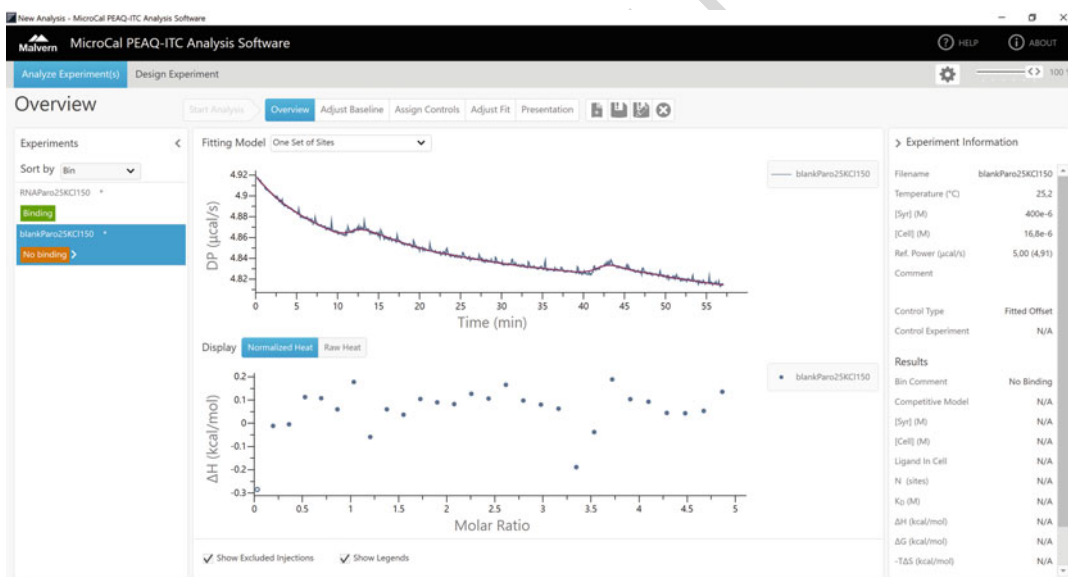 New Analysis - MicroCal PEAQ-ITC Analysis Software
Malvern MicroCal PEAQ-ITC Analysis Software
HELP ABOUT
Analyze Experiment(s) Design Experiment
100 %
Overview
Start Analysis Overview Adjust Baseline Assign Controls Adjust Fit Presentation
Experiments
Sort by Bin
RNAParo25KCl150 *
Binding
blankParo25KCl150 *
No binding
Fitting Model One Set of Sites
blankParo25KCl150
DP (µcal/s)
4.92
4.9
4.88
4.86
4.84
4.82
0 5 10 15 20 25 30 35 40 45 50 55
Time (min)
Display Normalized Heat Raw Heat
blankParo25KCl150
ΔH (kcal/mol)
0.2
0.1
0
-0.1
-0.2
-0.3
0 0.5 1 1.5 2 2.5 3 3.5 4 4.5 5
Molar Ratio
Show Excluded Injections Show Legends
Experiment Information
Filename blankParo25KCl150
Temperature (°C) 25,2
[Syr] (M) 400e-6
[Cell] (M) 16,8e-6
Ref. Power (µcal/s) 5,00 (4,91)
Comment
Control Type Fitted Offset
Control Experiment N/A
Results
Bin Comment No Binding
Competitive Model N/A
[Syr] (M) N/A
[Cell] (M) N/A
Ligand In Cell N/A
N (sites) N/A
KD (M) N/A
ΔH (kcal/mol) N/A
ΔG (kcal/mol) N/A
-TΔS (kcal/mol) N/A